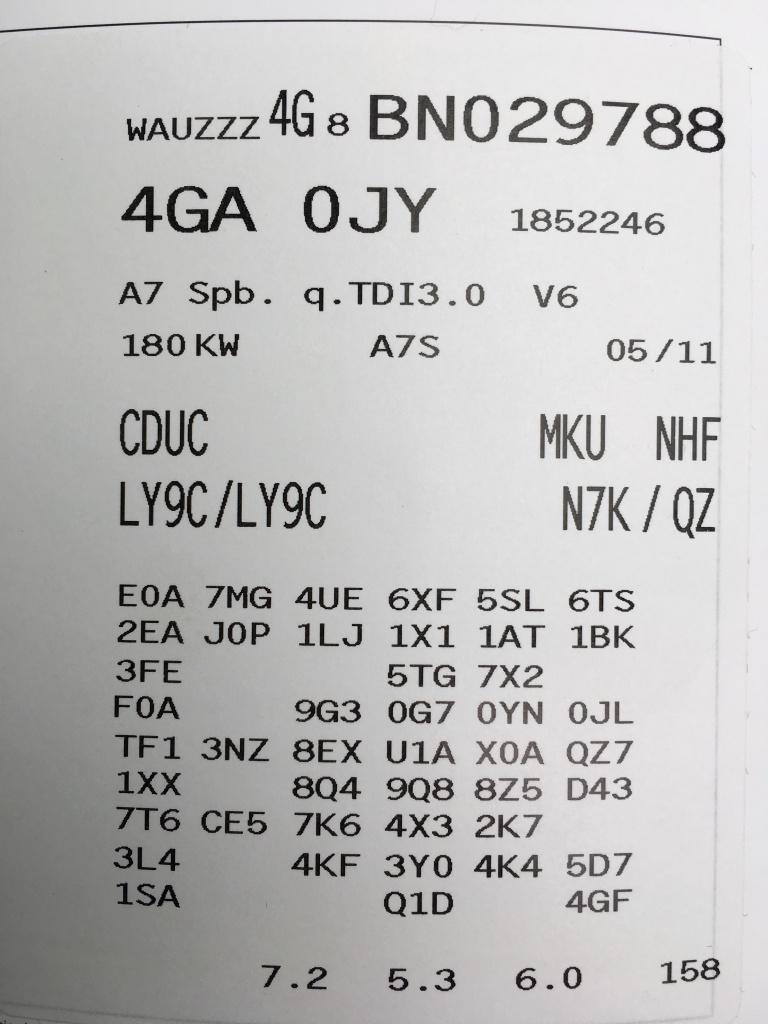 WAUZZZ 4G 8 BN029788
4GA 0JY 1852246
A7 Spb. q.TDI3.0 V6
180 KW A7S 05/11
CDUC MKU NHF
LY9C/LY9C N7K / QZ
E0A 7MG 4UE 6XF 5SL 6TS
2EA J0P 1LJ 1X1 1AT 1BK
3FE 5TG 7X2
F0A 9G3 0G7 0YN 0JL
TF1 3NZ 8EX U1A X0A QZ7
1XX 8Q4 9Q8 8Z5 D43
7T6 CE5 7K6 4X3 2K7
3L4 4KF 3Y0 4K4 5D7
1SA Q1D 4GF
7.2 5.3 6.0 158